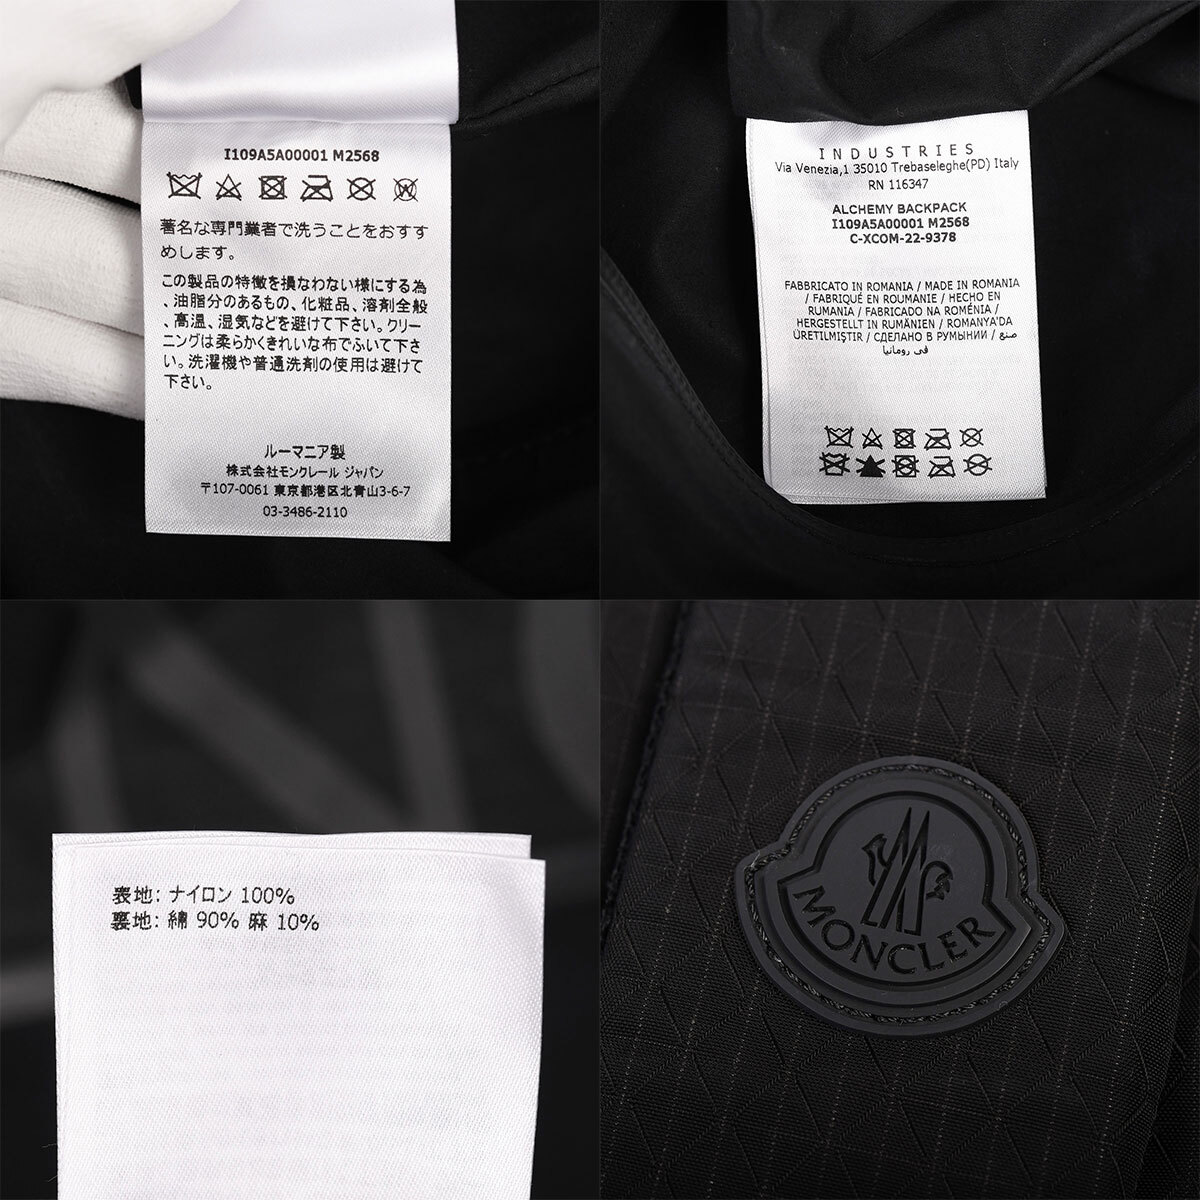 I109A5A00001 M2568
著名な専門業者で洗うことをおすす
めします。
この製品の特徴を損なわない様にする為
、油脂分のあるもの、化粧品、溶剤全般
、高温、湿気などを避けて下さい。クリー
ニングは柔らかくきれいな布でふいて下さ
い。洗濯機や普通洗剤の使用は避けて
下さい。
ルーマニア製
株式会社モンクレール ジャパン
〒107-0061 東京都港区北青山3-6-7
03-3486-2110
INDUSTRIES
Via Venezia,1 35010 Trebaseleghe(PD) Italy
RN 116347
ALCHEMY BACKPACK
I109A5A00001 M2568
C-XCOM-22-9378
FABBRICATO IN ROMANIA / MADE IN ROMANIA
/ FABRIQUÉ EN ROUMANIE / HECHO EN
RUMANIA / FABRICADO NA ROMÉNIA /
HERGESTELLT IN RUMÄNIEN / ROMANYA'DA
ÜRETILMIŞTIR / СДЕЛАНО В РУМЫНИИ / صنع
في رومانيا
表地: ナイロン 100%
裏地: 綿 90% 麻 10%
MONCLER